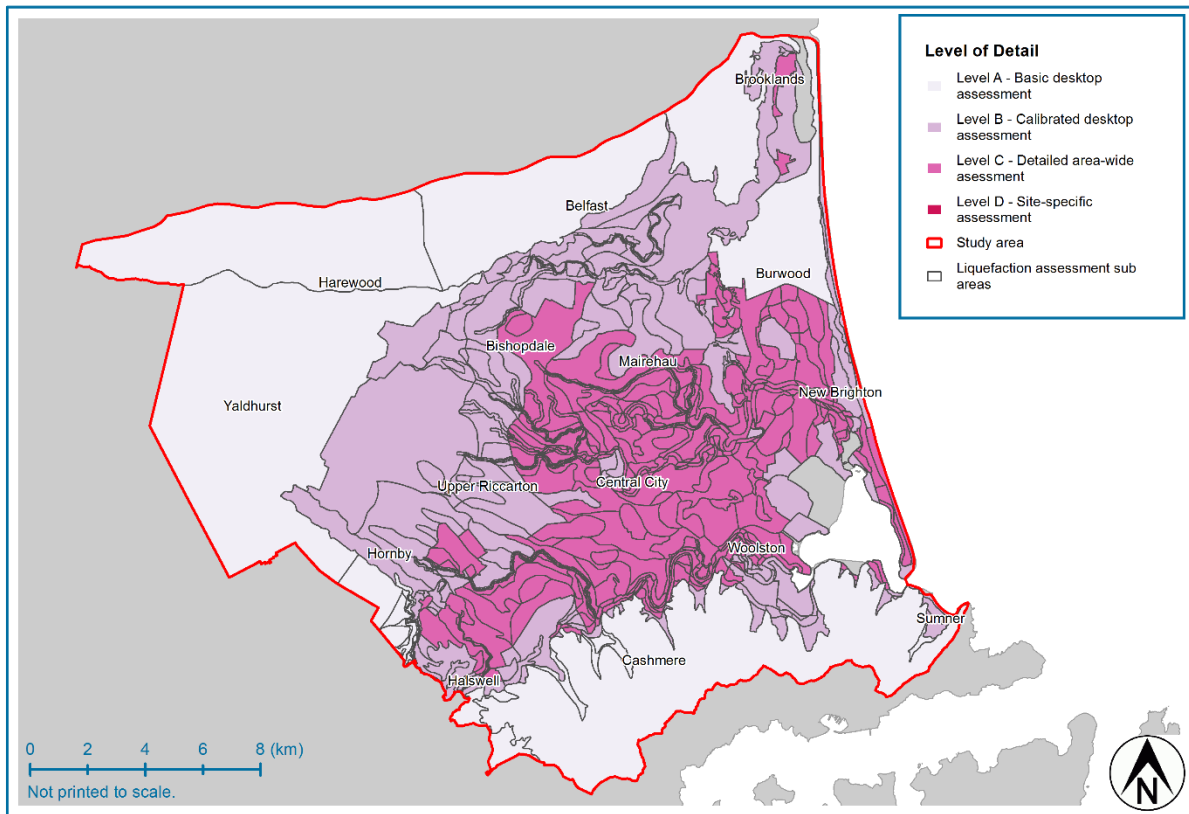 Level of Detail
Level A - Basic desktop
assessment
Level B - Calibrated desktop
assessment
Level C - Detailed area-wide
asessment
Level D - Site-specific
assessment
Study area
Liquefaction assessment sub
areas
Brooklands
Belfast
Burwood
Harewood
Bishopdale
Mairehau
New Brighton
Yaldhurst
Upper Riccarton
Central City
Hornby
Woolston
Sumner
Cashmere
Halswell
0 2 4 6 8 (km)
Not printed to scale.
N